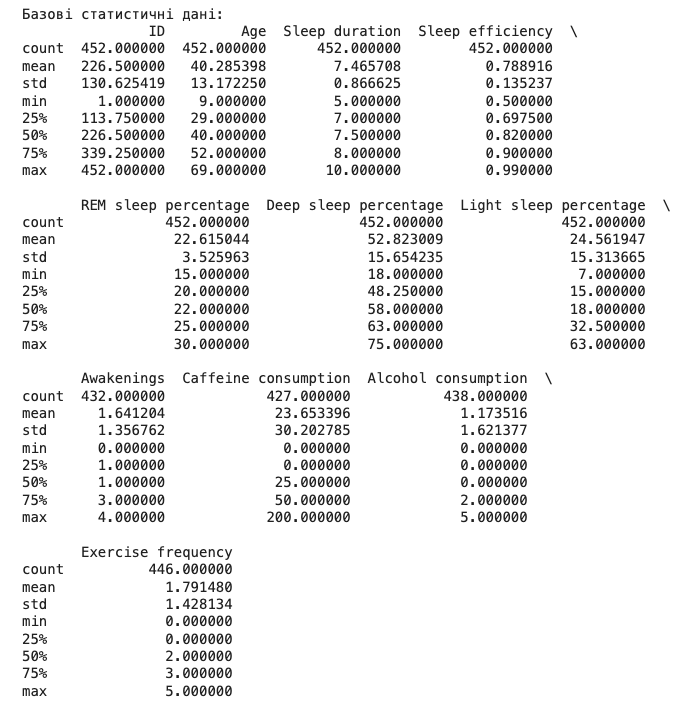 Базові статистичні дані:
               ID         Age  Sleep duration  Sleep efficiency  \
count  452.000000  452.000000      452.000000        452.000000
mean   226.500000   40.285398        7.465708          0.788916
std    130.625419   13.172250        0.866625          0.135237
min      1.000000    9.000000        5.000000          0.500000
25%    113.750000   29.000000        7.000000          0.697500
50%    226.500000   40.000000        7.500000          0.820000
75%    339.250000   52.000000        8.000000          0.900000
max    452.000000   69.000000       10.000000          0.990000

       REM sleep percentage  Deep sleep percentage  Light sleep percentage  \
count            452.000000             452.000000              452.000000
mean              22.615044              52.823009               24.561947
std                3.525963              15.654235               15.313665
min               15.000000              18.000000                7.000000
25%               20.000000              48.250000               15.000000
50%               22.000000              58.000000               18.000000
75%               25.000000              63.000000               32.500000
max               30.000000              75.000000               63.000000

       Awakenings  Caffeine consumption  Alcohol consumption  \
count  432.000000            427.000000           438.000000
mean     1.641204             23.653396             1.173516
std      1.356762             30.202785             1.621377
min      0.000000              0.000000             0.000000
25%      1.000000              0.000000             0.000000
50%      1.000000             25.000000             0.000000
75%      3.000000             50.000000             2.000000
max      4.000000            200.000000             5.000000

       Exercise frequency
count          446.000000
mean             1.791480
std              1.428134
min              0.000000
25%              0.000000
50%              2.000000
75%              3.000000
max              5.000000